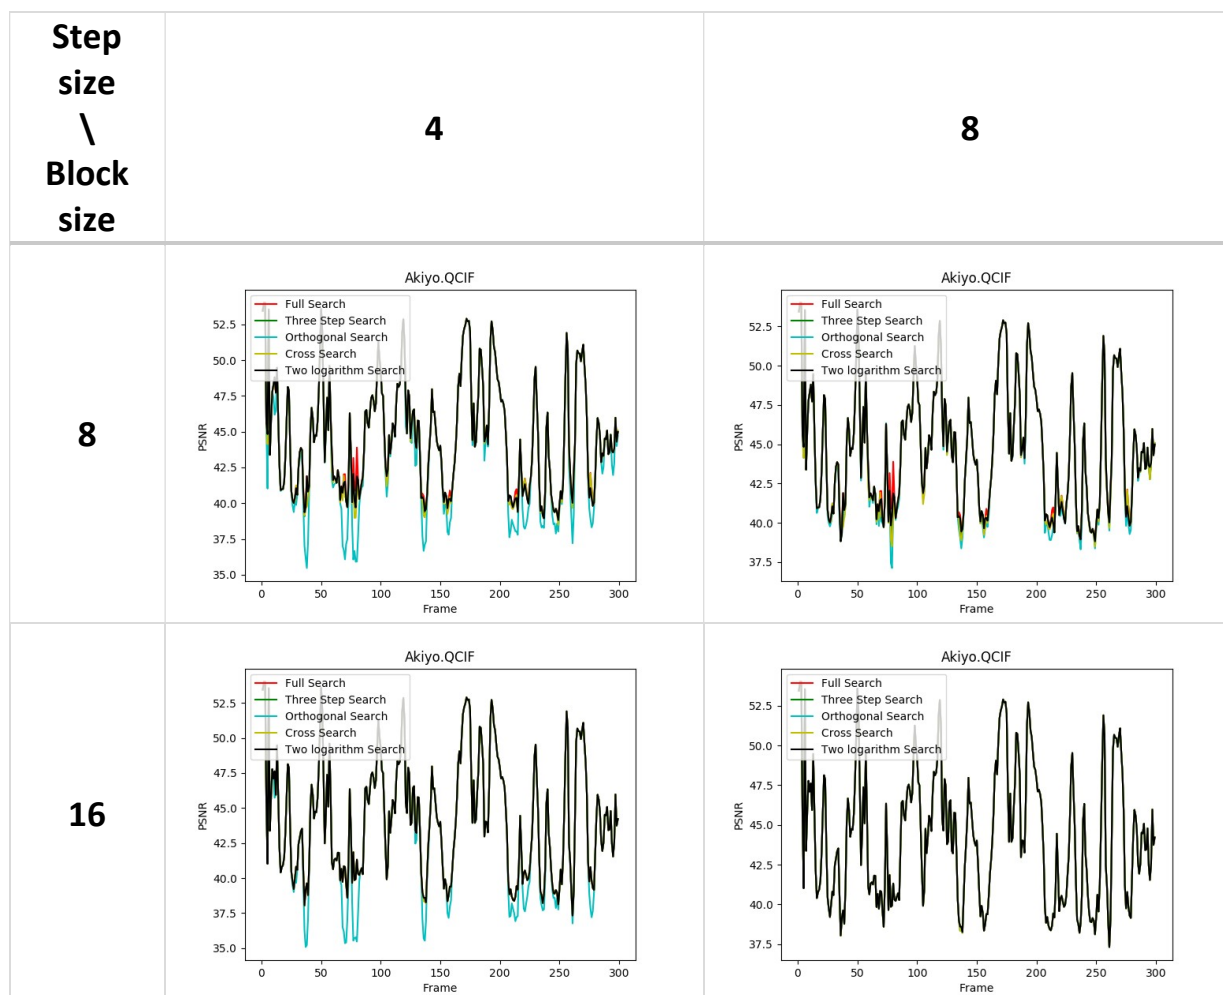 Step
size
\
Block
size
4
8
8
Akiyo.QCIF
Full Search
Three Step Search
Orthogonal Search
Cross Search
Two logarithm Search
52.5
50.0
47.5
45.0
42.5
40.0
37.5
35.0
PSNR
0 50 100 150 200 250 300
Frame
Akiyo.QCIF
Full Search
Three Step Search
Orthogonal Search
Cross Search
Two logarithm Search
52.5
50.0
47.5
45.0
42.5
40.0
37.5
PSNR
0 50 100 150 200 250 300
Frame
16
Akiyo.QCIF
Full Search
Three Step Search
Orthogonal Search
Cross Search
Two logarithm Search
52.5
50.0
47.5
45.0
42.5
40.0
37.5
35.0
PSNR
0 50 100 150 200 250 300
Frame
Akiyo.QCIF
Full Search
Three Step Search
Orthogonal Search
Cross Search
Two logarithm Search
52.5
50.0
47.5
45.0
42.5
40.0
37.5
PSNR
0 50 100 150 200 250 300
Frame